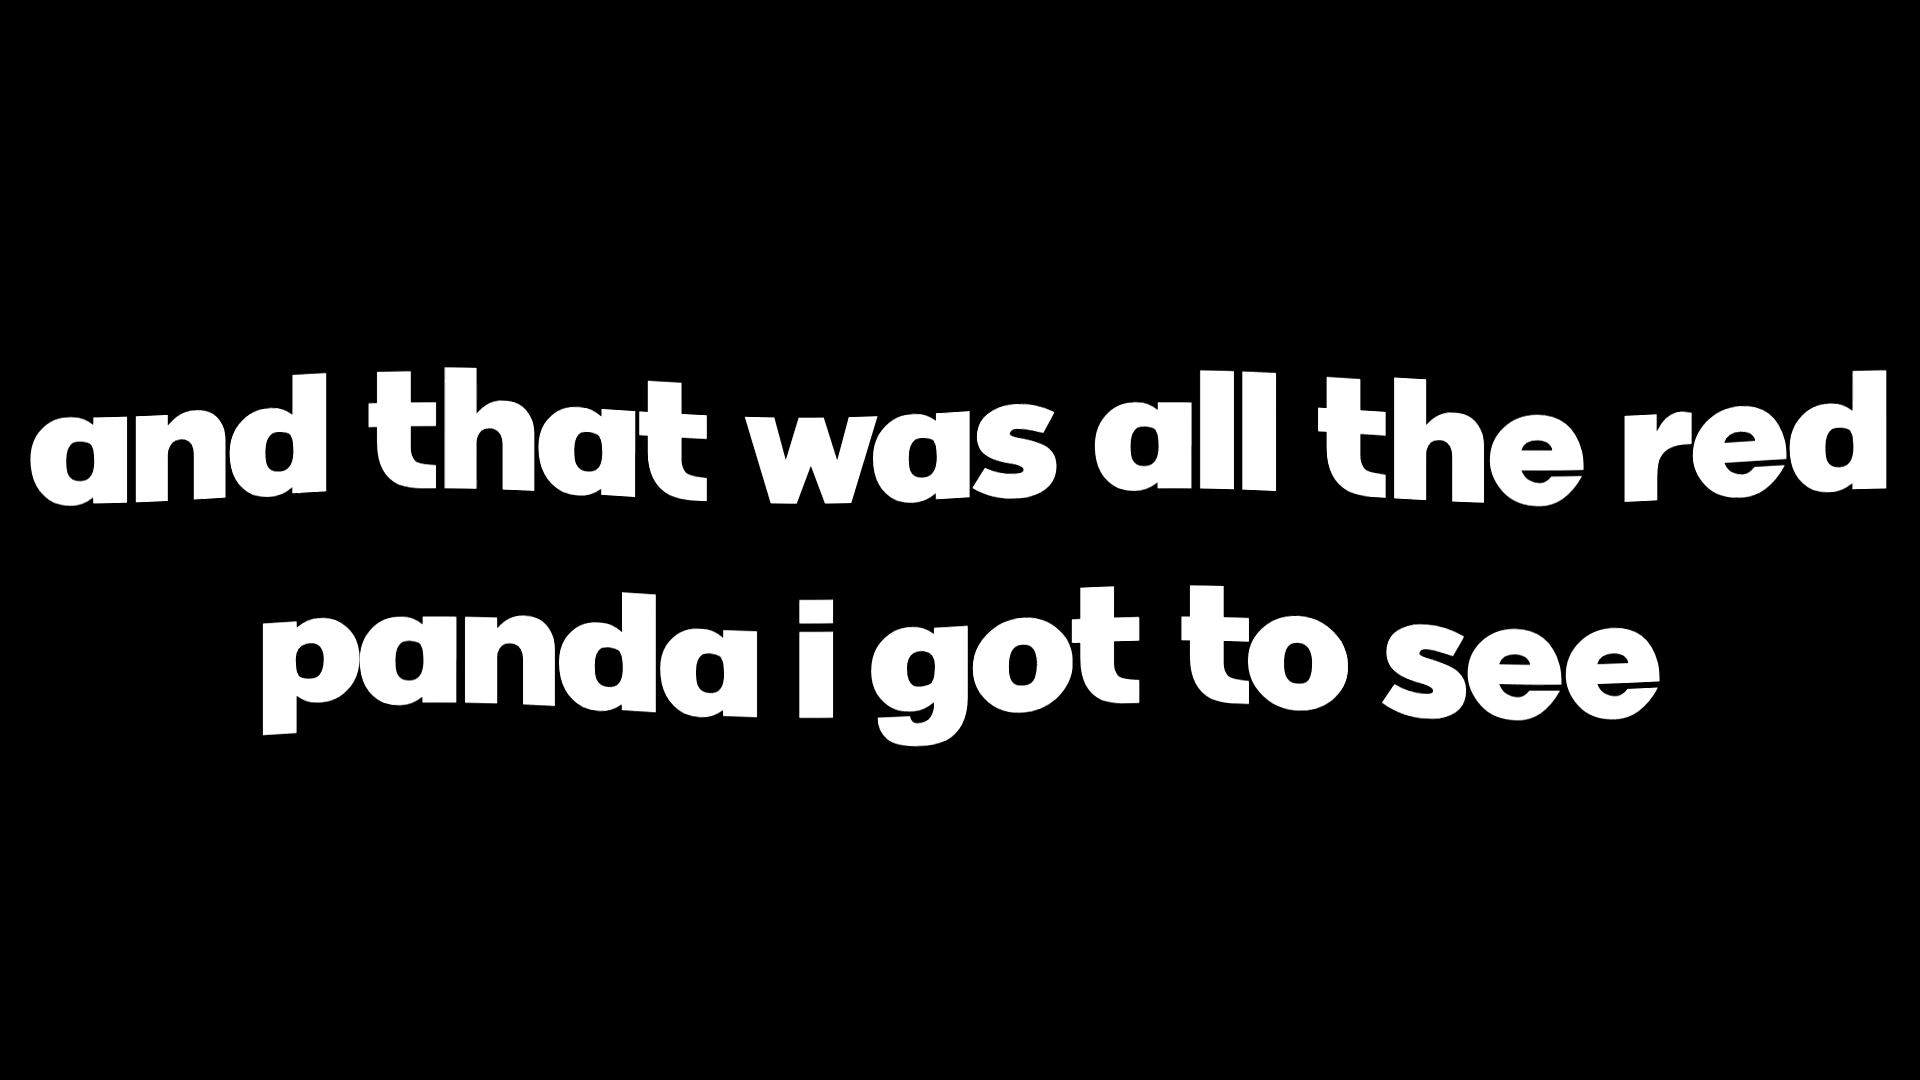 and that was all the red
panda i got to see